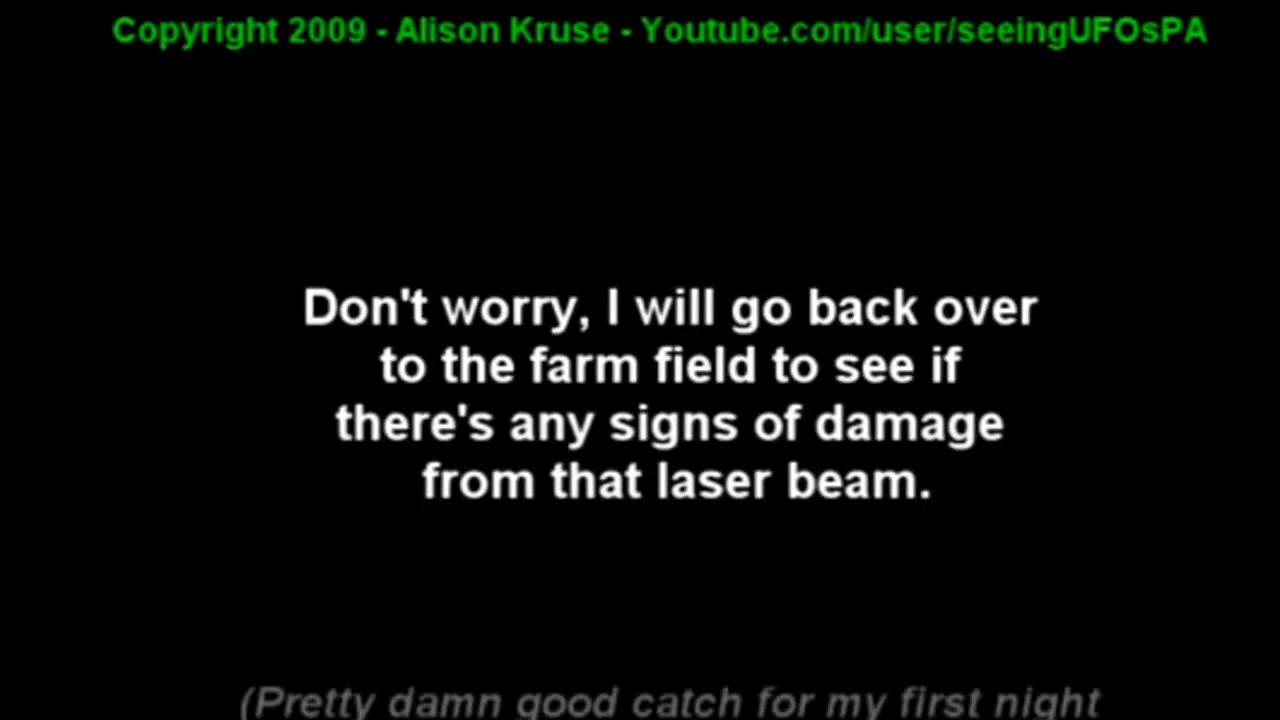 Copyright 2009 - Alison Kruse - Youtube.com/user/seeingUFOsPA
Don't worry, I will go back over
to the farm field to see if
there's any signs of damage
from that laser beam.
(Pretty damn good catch for my first night